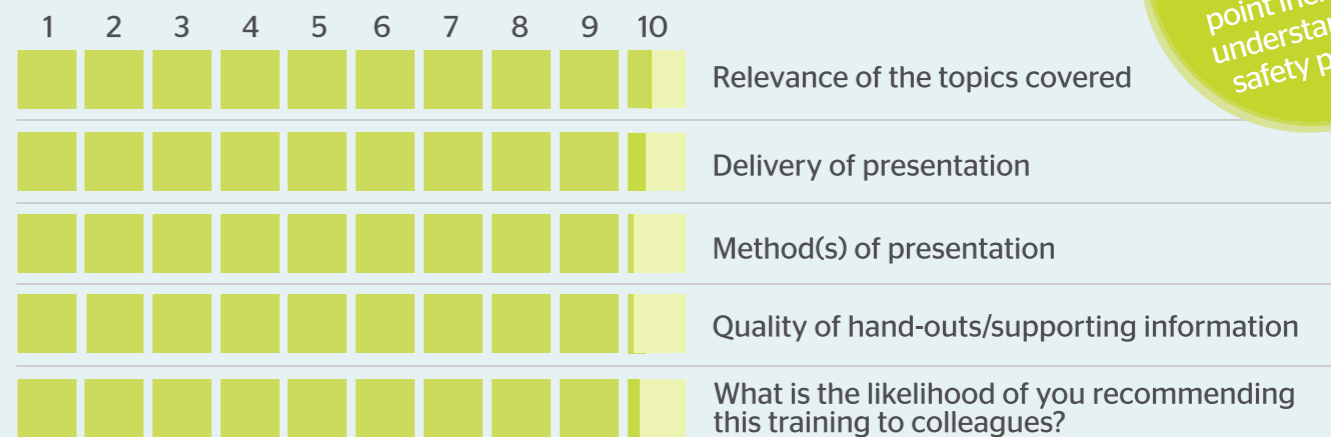 1 2 3 4 5 6 7 8 9 10
Relevance of the topics covered
Delivery of presentation
Method(s) of presentation
Quality of hand-outs/supporting information
What is the likelihood of you recommending
this training to colleagues?
point
safety